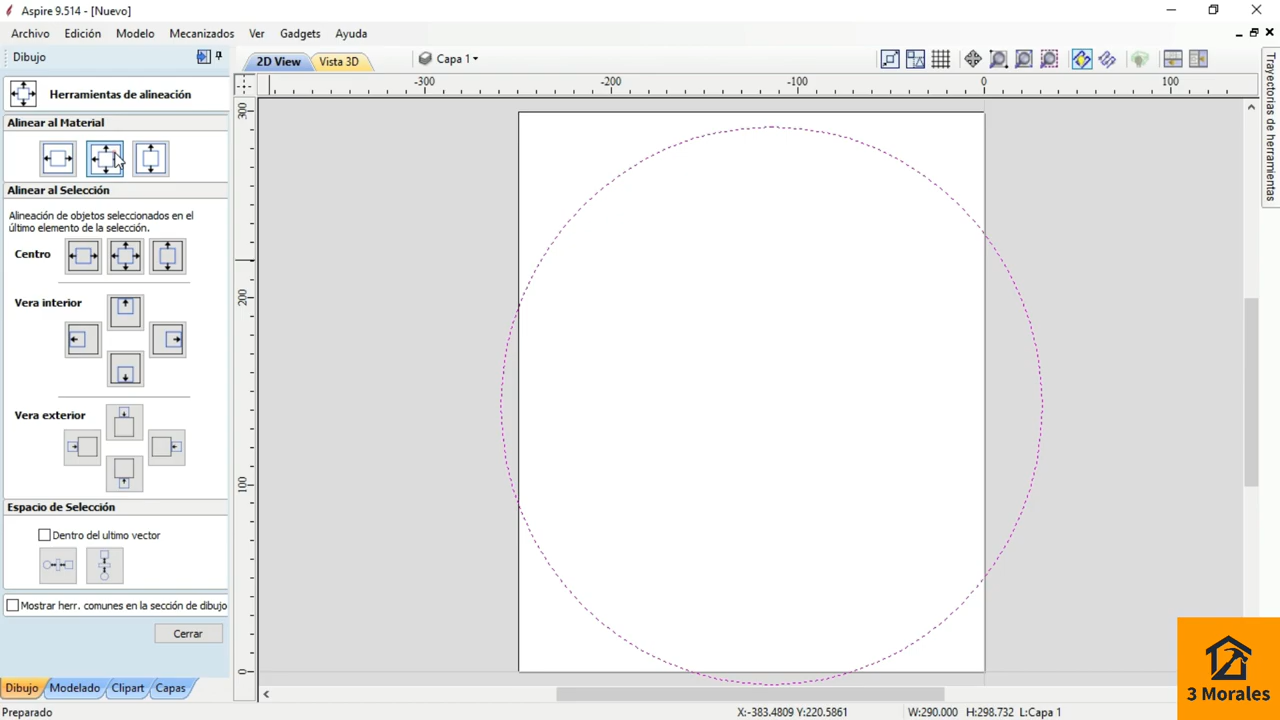 Aspire 9.514 - [Nuevo]
Archivo Edición Modelo Mecanizados Ver Gadgets Ayuda
Dibujo
2D View Vista 3D Capa 1
Herramientas de alineación
Alinear al Material
Alinear al Selección
Alineación de objetos seleccionados en el
último elemento de la selección.
Centro
Vera interior
Vera exterior
Espacio de Selección
Dentro del ultimo vector
Mostrar herr. comunes en la sección de dibujo
Cerrar
Dibujo Modelado Clipart Capas
-300 -200 -100 0 100
300
200
100
0
Trayectorias de herramientas
3 Morales
Preparado X:-383.4809 Y:220.5861 W:290.000 H:298.732 L:Capa 1